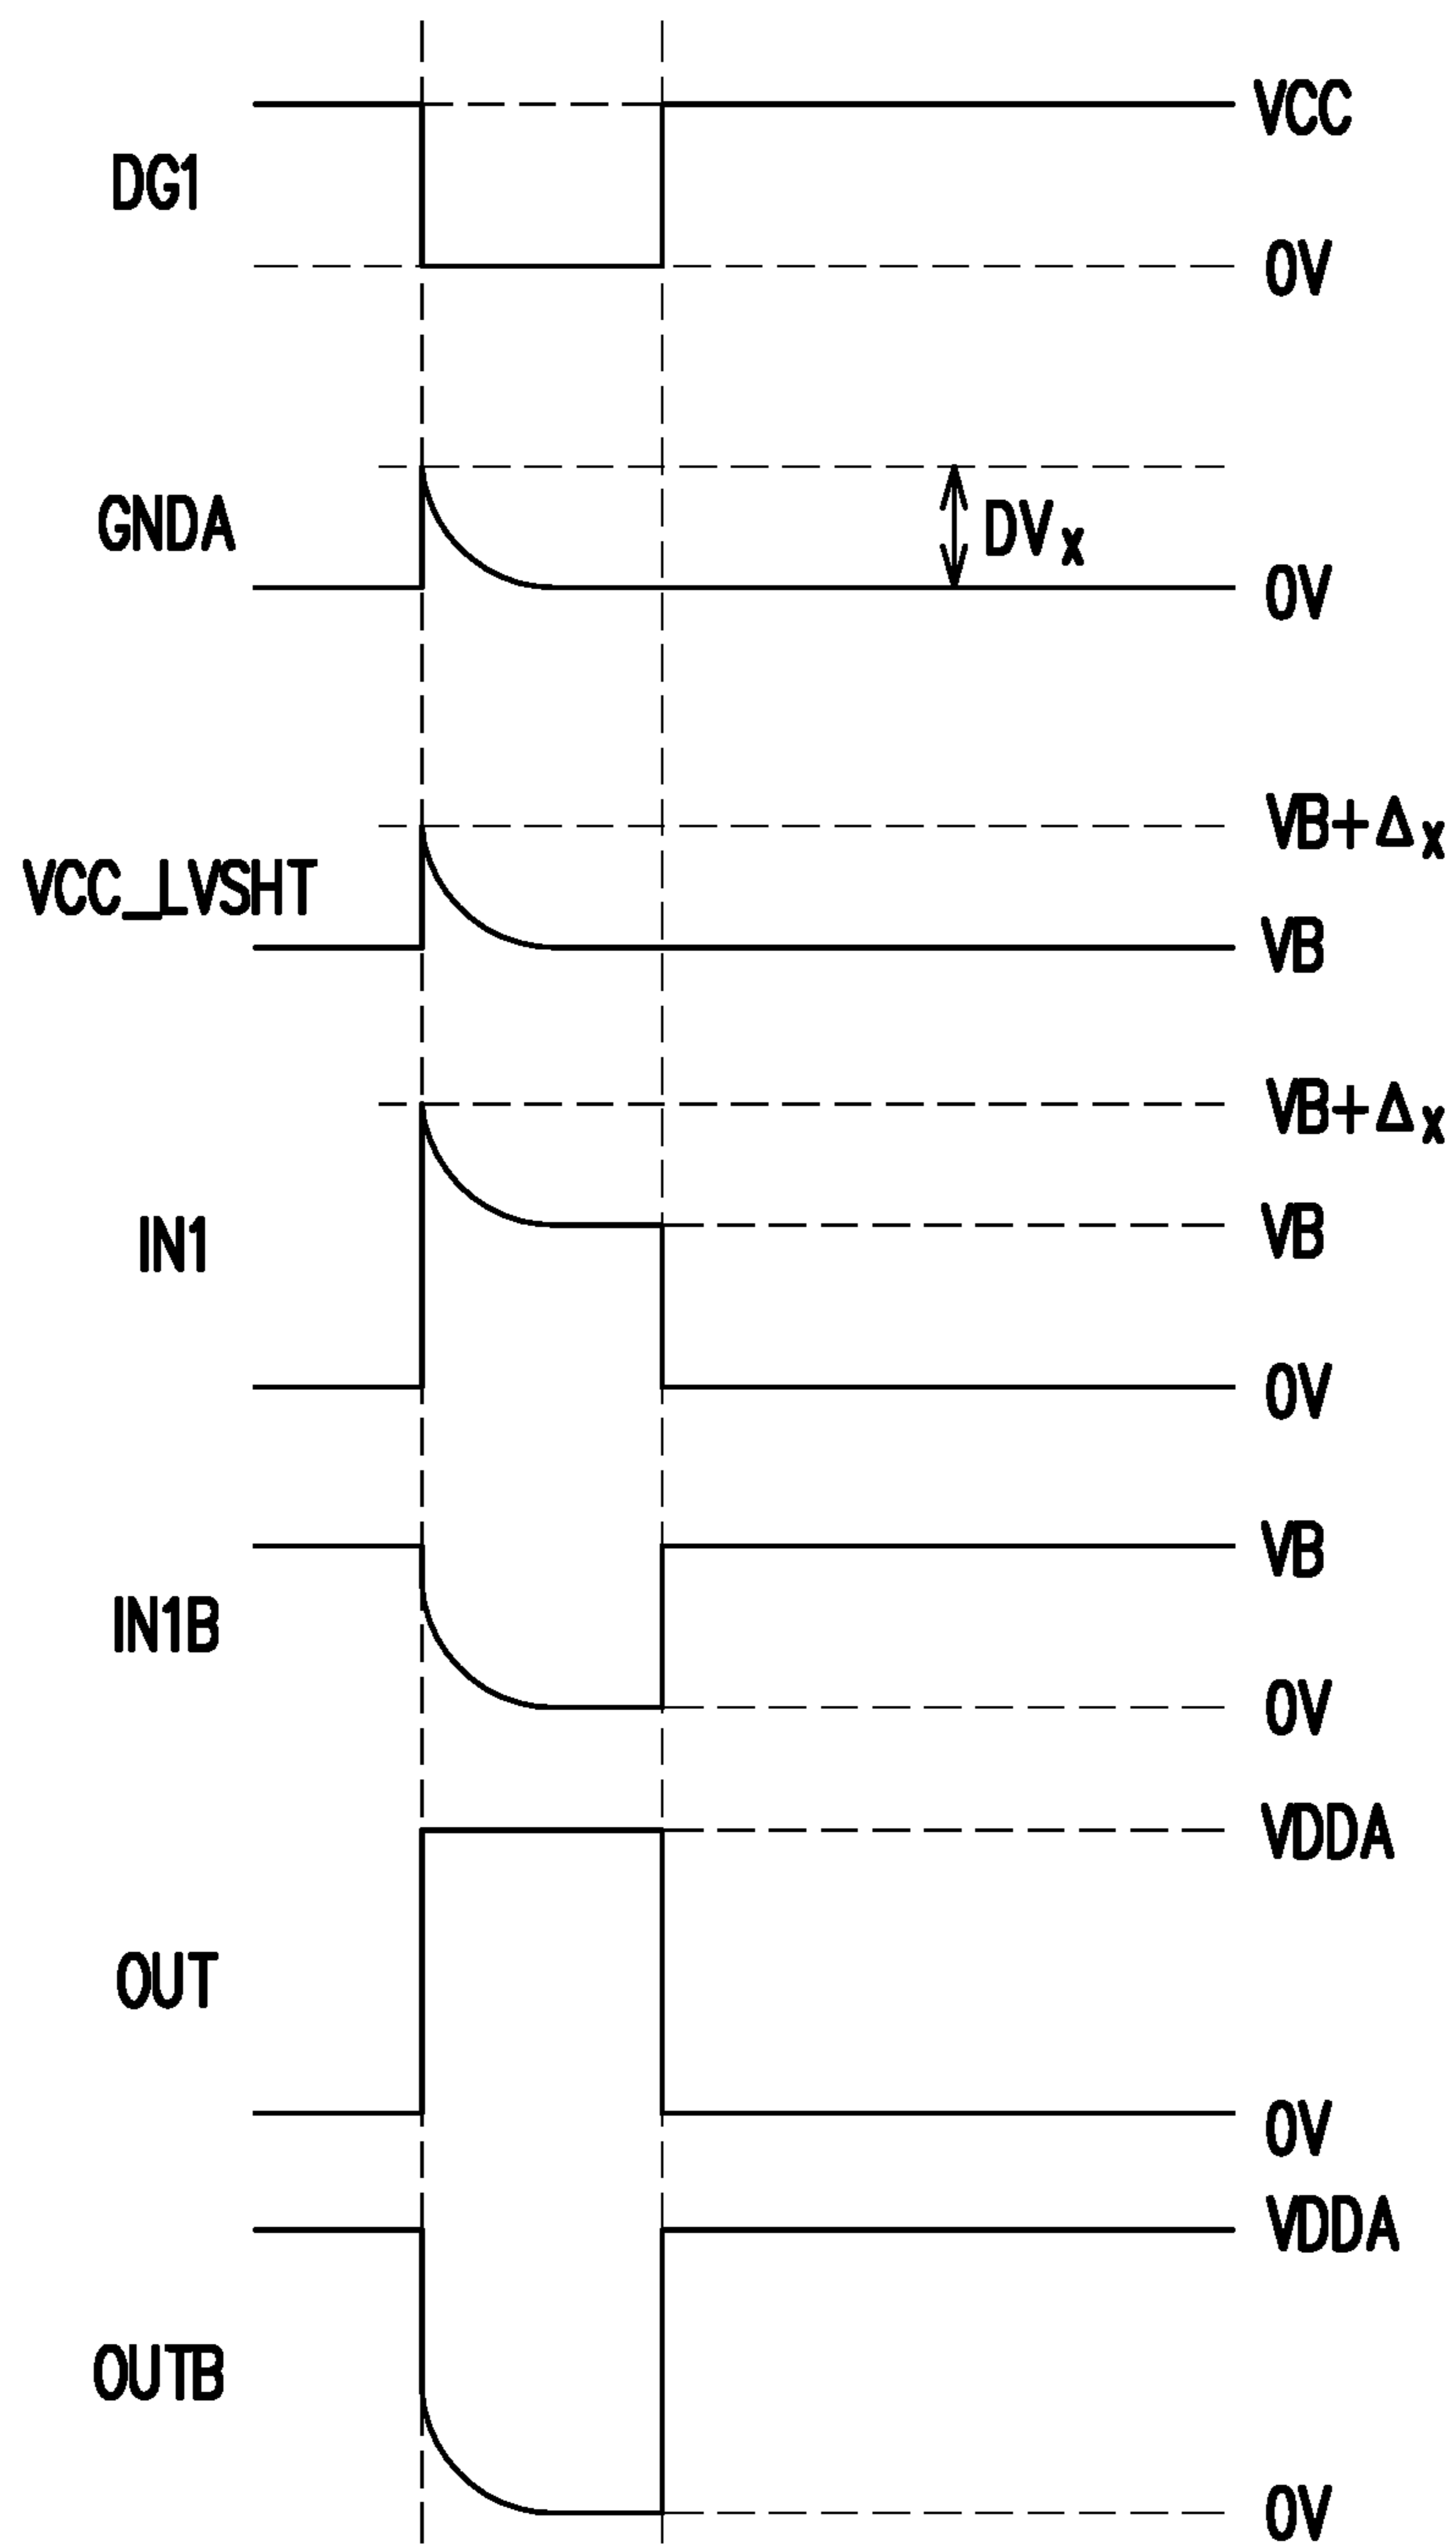 VCC
DG1
0V
GNDA
DVx
0V
VB+Δx
VCC_LVSHT
VB
VB+Δx
VB
IN1
0V
VB
IN1B
0V
VDDA
OUT
0V
VDDA
OUTB
0V